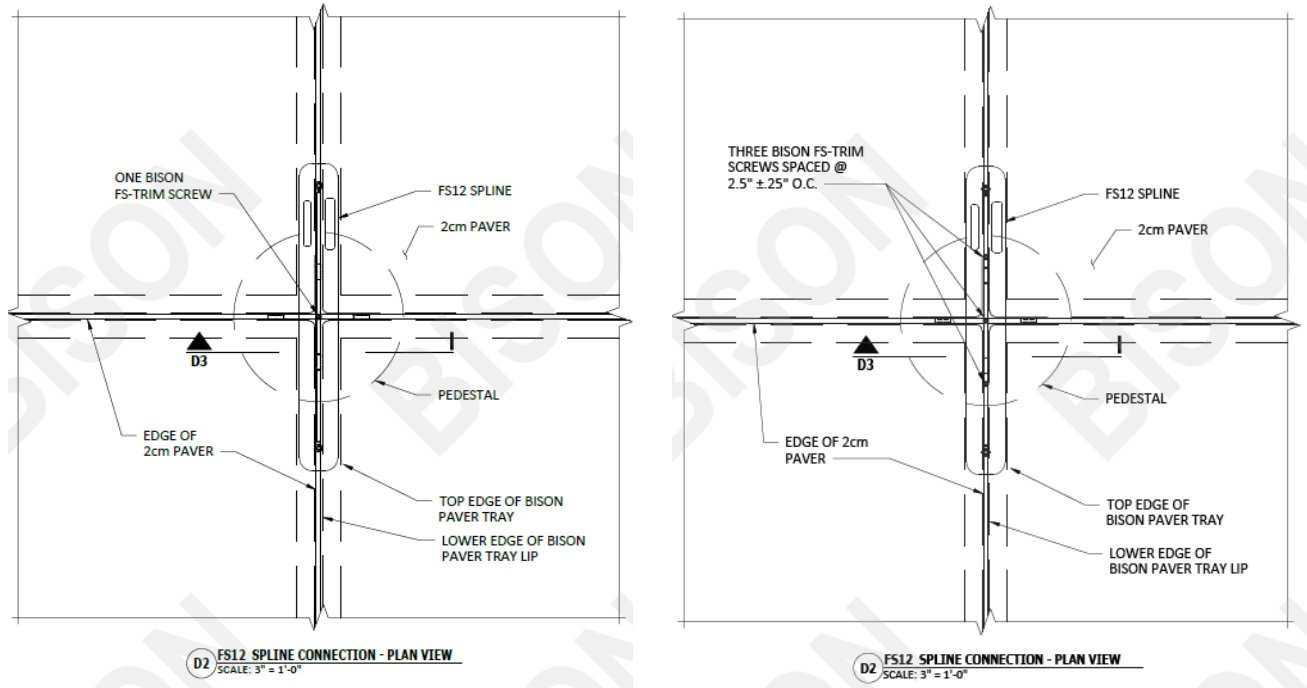 ONE BISON
FS-TRIM SCREW
FS12 SPLINE
2cm PAVER
D3
PEDESTAL
EDGE OF
2cm PAVER
TOP EDGE OF BISON
PAVER TRAY
LOWER EDGE OF BISON
PAVER TRAY LIP
D2
FS12 SPLINE CONNECTION - PLAN VIEW
SCALE: 3" = 1'-0"
THREE BISON FS-TRIM
SCREWS SPACED @
2.5" ±.25" O.C.
FS12 SPLINE
2cm PAVER
D3
PEDESTAL
EDGE OF 2cm
PAVER
TOP EDGE OF
BISON PAVER TRAY
LOWER EDGE OF
BISON PAVER TRAY LIP
D2
FS12 SPLINE CONNECTION - PLAN VIEW
SCALE: 3" = 1'-0"
BISON
BISON
BISON
BISON